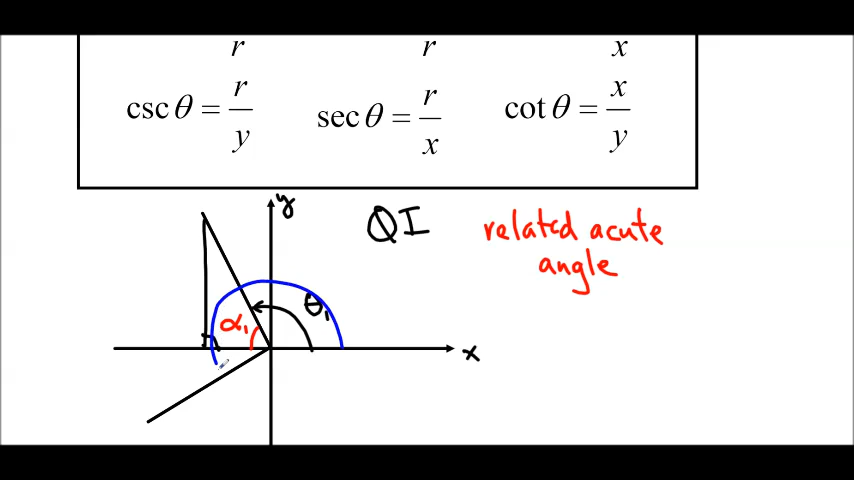 r r x
csc θ = r/y sec θ = r/x cot θ = x/y
y
QI
related acute
angle
θ₁
α₁
x